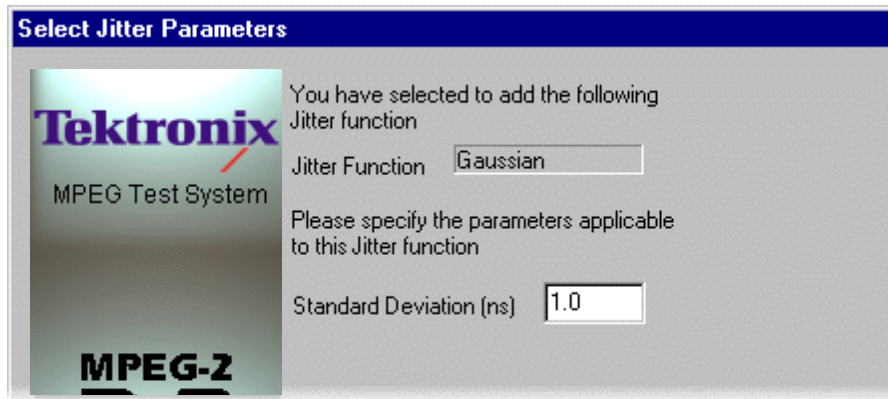 Select Jitter Parameters
Tektronix
MPEG Test System
MPEG-2
You have selected to add the following
Jitter function
Jitter Function Gaussian
Please specify the parameters applicable
to this Jitter function
Standard Deviation (ns) 1.0